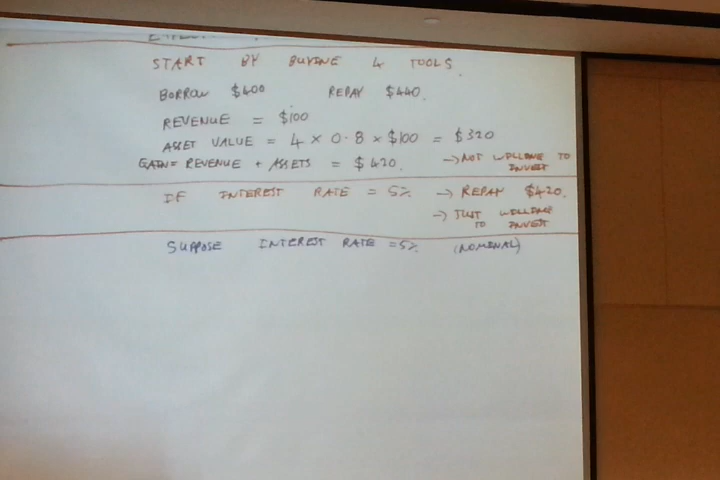 START BY BUYING 4 TOOLS.
BORROW $400 REPAY $440.
REVENUE = $100
ASSET VALUE = 4 × 0.8 × $100 = $320
GAIN = REVENUE + ASSETS = $420. → NOT WILLING TO INVEST
IF INTEREST RATE = 5% → REPAY $420.
→ JUST WILLING TO INVEST
SUPPOSE INTEREST RATE = 5% (NOMINAL)